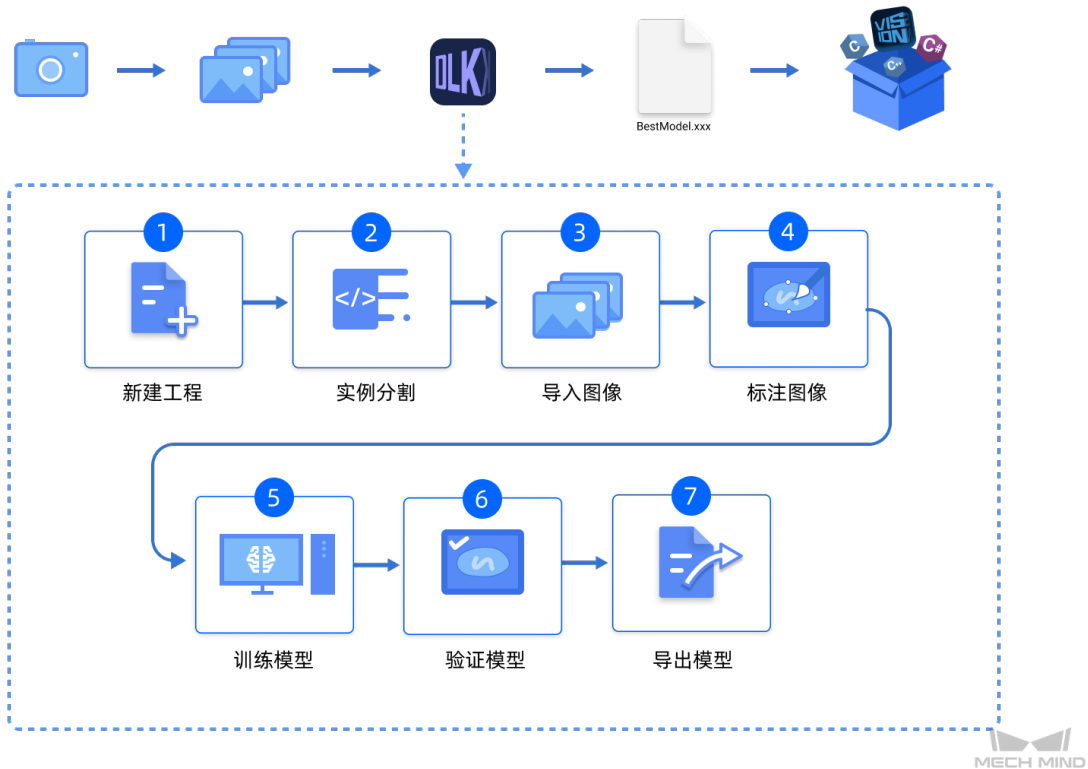 DLK
VISION
C
C#
C++
BestModel.xxx
1
2
3
4
</>
新建工程
实例分割
导入图像
标注图像
5
6
7
训练模型
验证模型
导出模型
MECH MIND